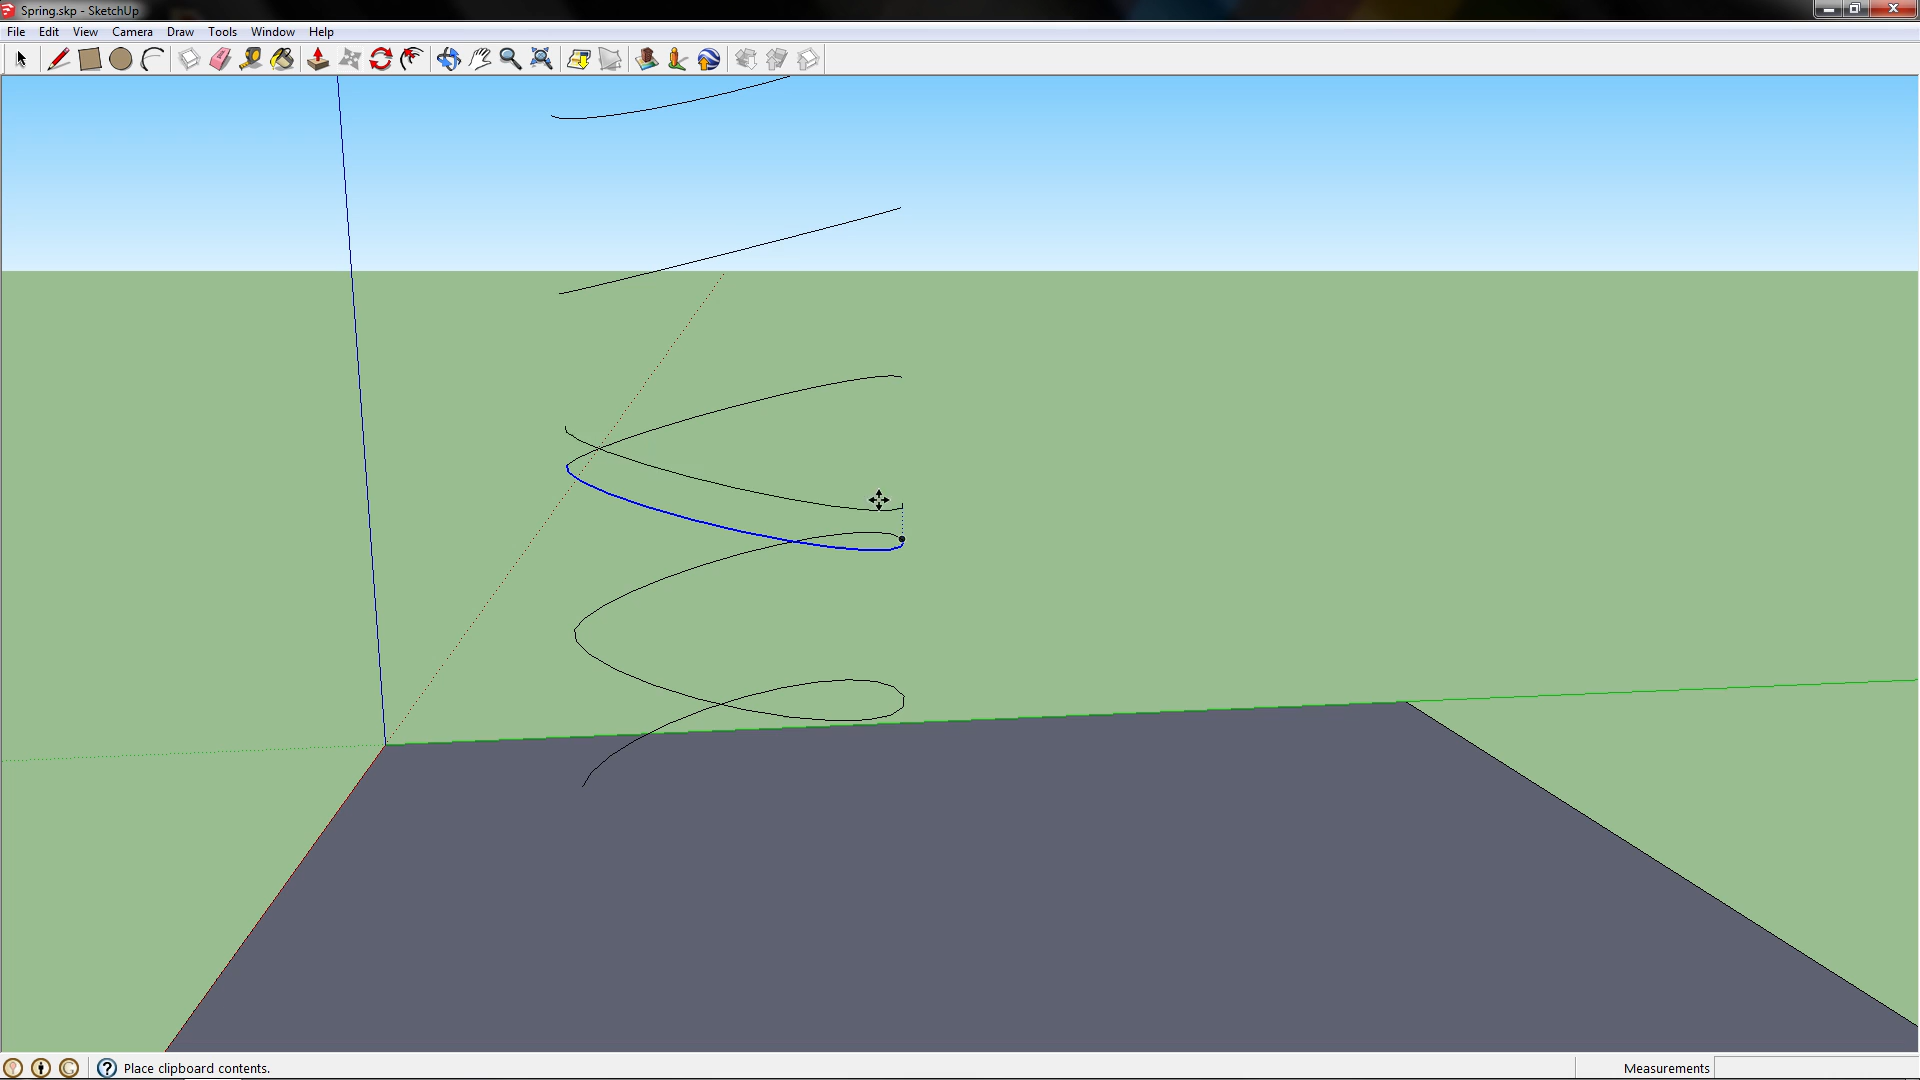 Spring.skp - SketchUp
File Edit View Camera Draw Tools Window Help
Place clipboard contents.
Measurements